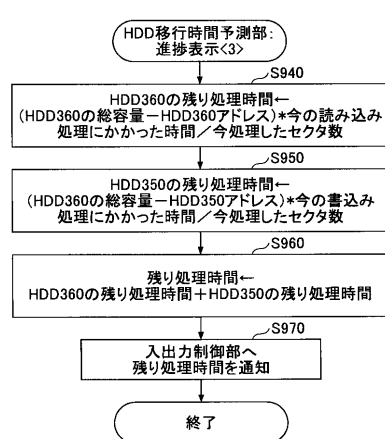 HDD移行時間予測部:
進捗表示<3>
S940
HDD360の残り処理時間←
(HDD360の総容量－HDD360アドレス)*今の読み込み
処理にかかった時間／今処理したセクタ数
S950
HDD350の残り処理時間←
(HDD360の総容量－HDD350アドレス)*今の書込み
処理にかかった時間／今処理したセクタ数
S960
残り処理時間←
HDD360の残り処理時間＋HDD350の残り処理時間
S970
入出力制御部へ
残り処理時間を通知
終了